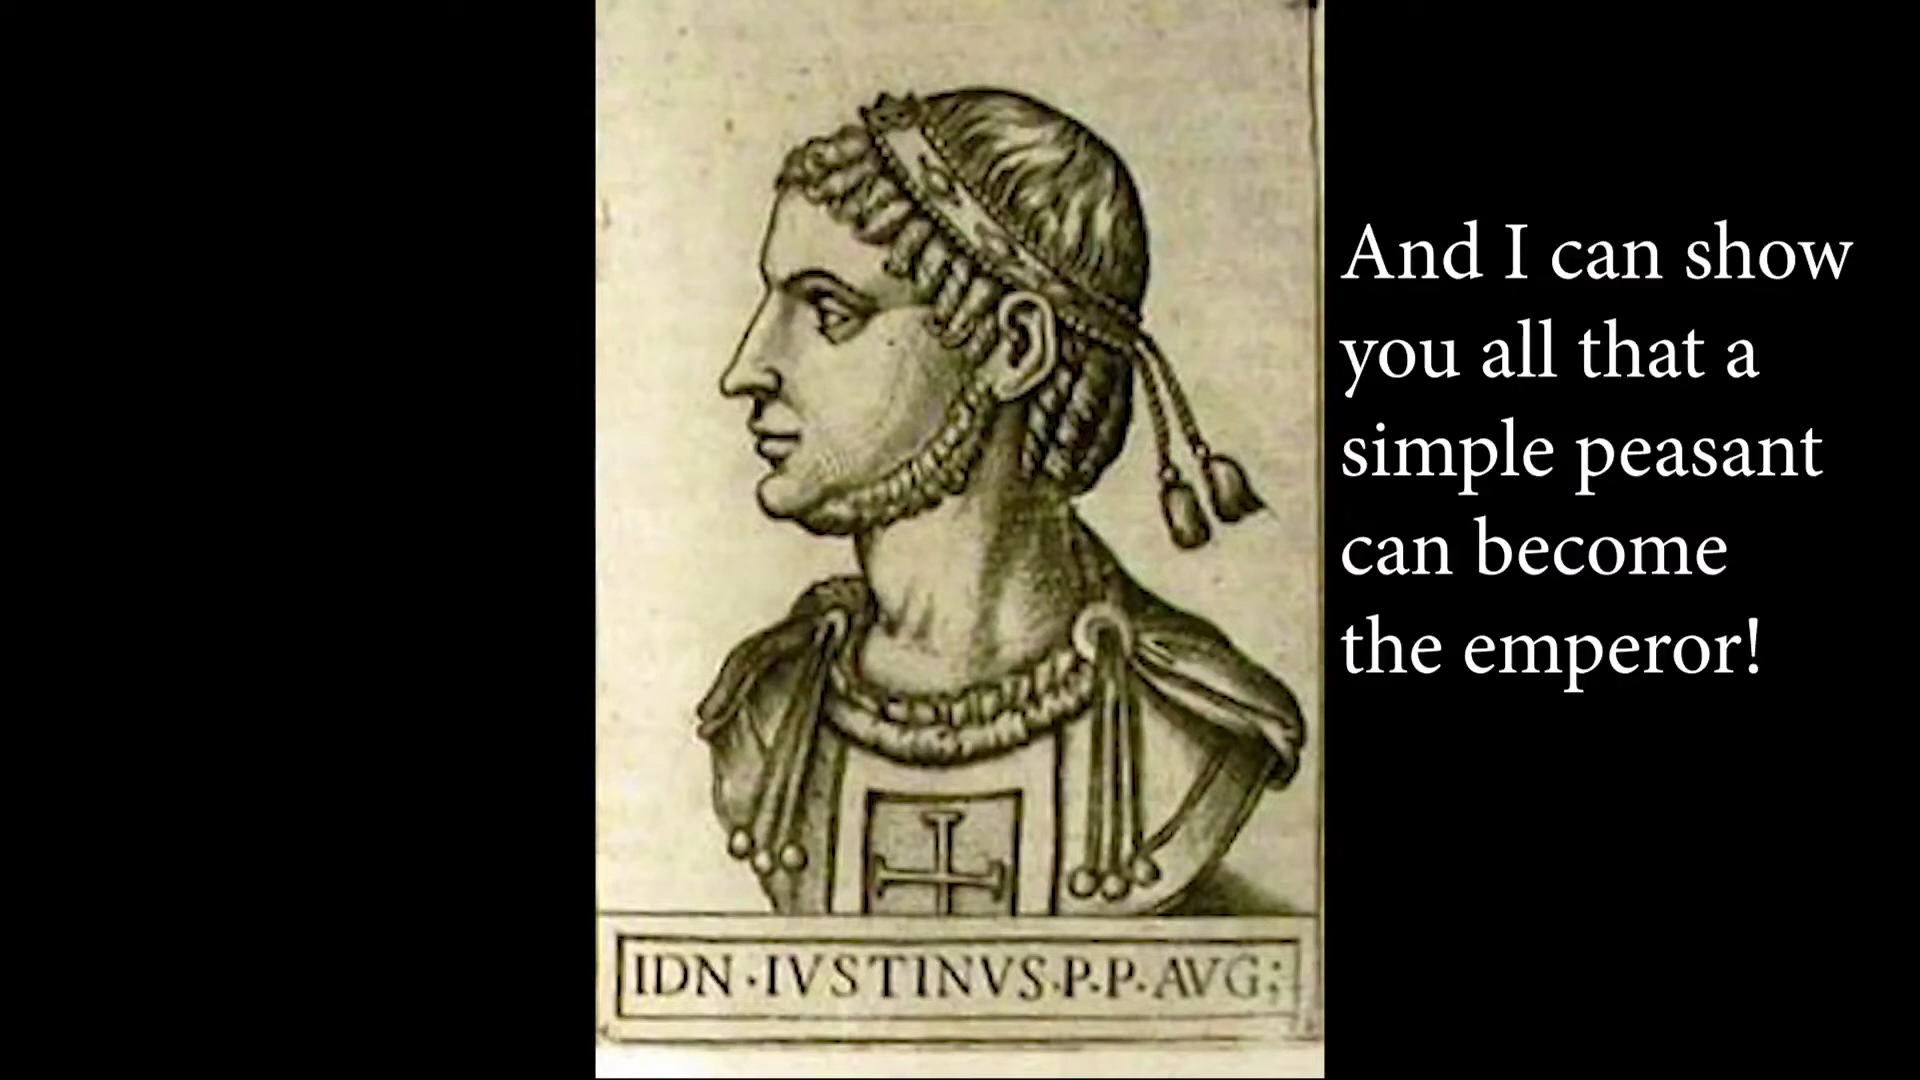 And I can show
you all that a
simple peasant
can become
the emperor!
IDN·IVSTINVS·P·P·AVG: